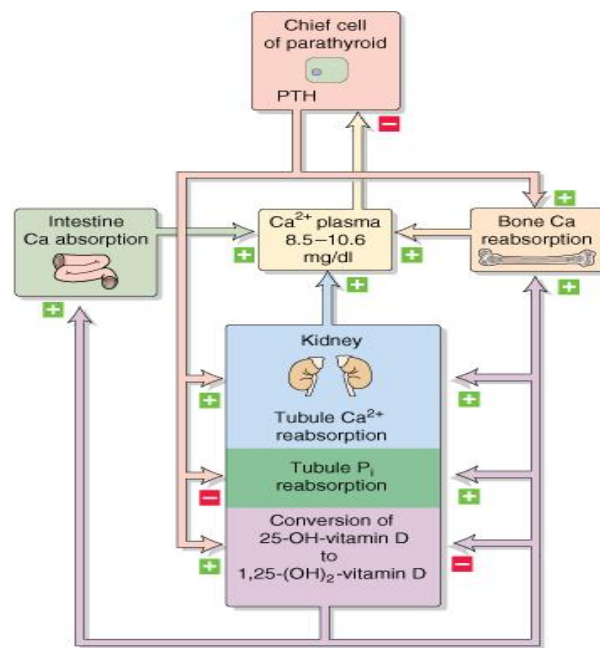 Chief cell
of parathyroid
PTH
−
+
Intestine
Ca absorption
Ca²⁺ plasma
8.5–10.6
mg/dl
Bone Ca
reabsorption
+
+
+
+
+
Kidney
+
+
Tubule Ca²⁺
reabsorption
Tubule Pᵢ
reabsorption
−
+
Conversion of
25-OH-vitamin D
to
1,25-(OH)₂-vitamin D
+
−